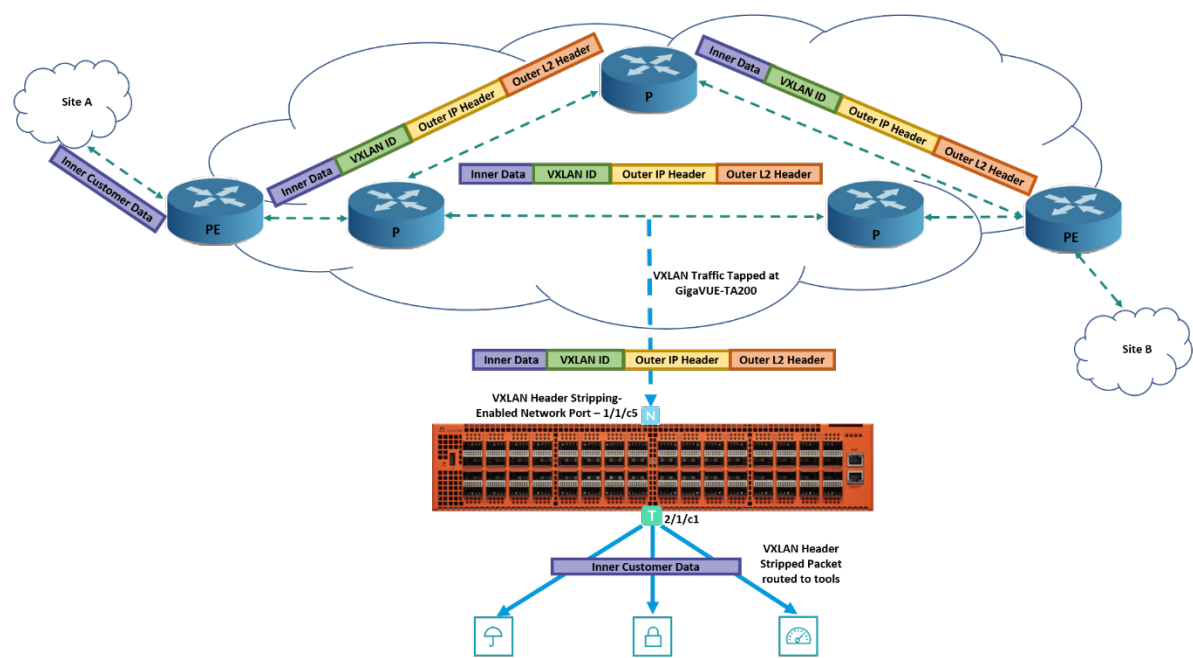 Site A
Inner Customer Data
PE
Inner Data VXLAN ID Outer IP Header Outer L2 Header
P
P
Inner Data VXLAN ID Outer IP Header Outer L2 Header
Inner Data VXLAN ID Outer IP Header Outer L2 Header
P
PE
Site B
VXLAN Traffic Tapped at
GigaVUE-TA200
Inner Data VXLAN ID Outer IP Header Outer L2 Header
VXLAN Header Stripping-
Enabled Network Port – 1/1/c5
N
T
2/1/c1
Inner Customer Data
VXLAN Header
Stripped Packet
routed to tools